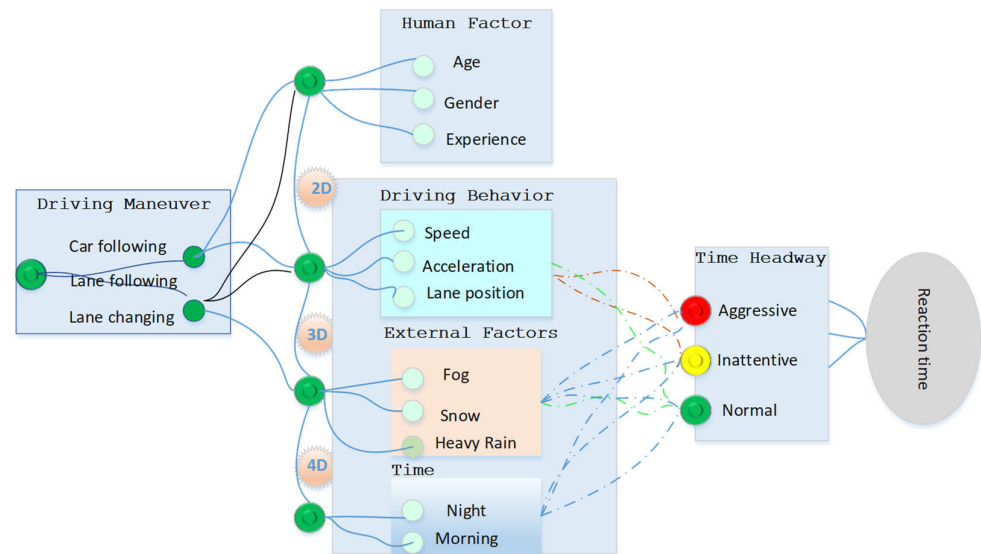 Human Factor
Age
Gender
Experience
2D
Driving Maneuver
Car following
Lane following
Lane changing
Driving Behavior
Speed
Acceleration
Lane position
3D
External Factors
Fog
Snow
Heavy Rain
4D
Time
Night
Morning
Time Headway
Aggressive
Inattentive
Normal
Reaction time